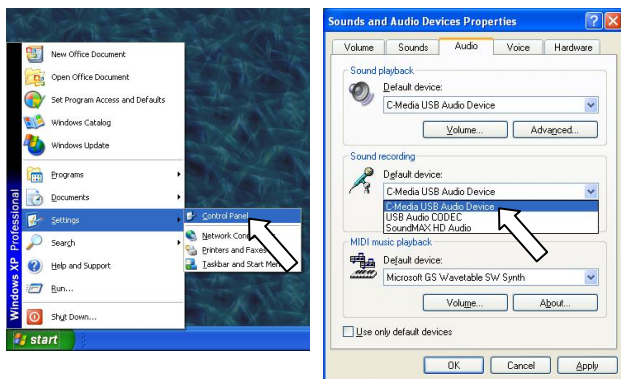 New Office Document
Open Office Document
Set Program Access and Defaults
Windows Catalog
Windows Update
Programs
Documents
Settings
Search
Help and Support
Run...
Shut Down...
Windows XP Professional
start
Control Panel
Network Conn
Printers and Faxes
Taskbar and Start Men
Sounds and Audio Devices Properties
Volume Sounds Audio Voice Hardware
Sound playback
Default device:
C-Media USB Audio Device
Volume... Advanced...
Sound recording
Default device:
C-Media USB Audio Device
C-Media USB Audio Device
USB Audio CODEC
SoundMAX HD Audio
MIDI music playback
Default device:
Microsoft GS Wavetable SW Synth
Volume... About...
Use only default devices
OK Cancel Apply